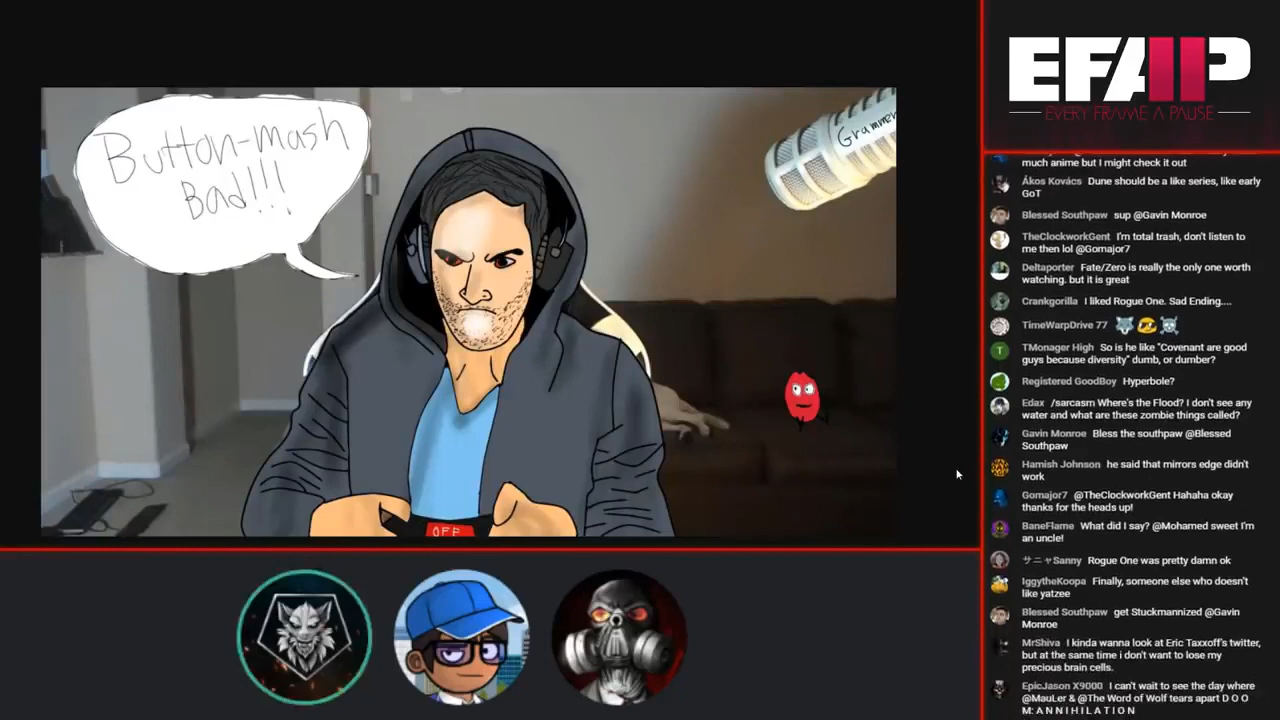 Button-mash
Bad!!!
Grammer
OFF
EFAP
EVERY FRAME A PAUSE
much anime but I might check it out
Ákos Kovács Dune should be a like series, like early
GoT
Blessed Southpaw sup @Gavin Monroe
TheClockworkGent I'm total trash, don't listen to
me then lol @Gomajor7
Deltaporter Fate/Zero is really the only one worth
watching. but it is great
Crankgorilla I liked Rogue One. Sad Ending....
TimeWarpDrive 77
T
TMonager High So is he like "Covenant are good
guys because diversity" dumb, or dumber?
Registered GoodBoy Hyperbole?
Edax /sarcasm Where's the Flood? I don't see any
water and what are these zombie things called?
Gavin Monroe Bless the southpaw @Blessed
Southpaw
Hamish Johnson he said that mirrors edge didn't
work
Gomajor7 @TheClockworkGent Hahaha okay
thanks for the heads up!
BaneFlame What did I say? @Mohamed sweet I'm
an uncle!
サニャSanny Rogue One was pretty damn ok
IggytheKoopa Finally, someone else who doesn't
like yatzee
Blessed Southpaw get Stuckmannized @Gavin
Monroe
MrShiva I kinda wanna look at Eric Taxxoff's twitter,
but at the same time i don't want to lose my
precious brain cells.
EpicJason X9000 I can't wait to see the day where
@MauLer & @The Word of Wolf tears apart D O O
M: A N N I H I L A T I O N